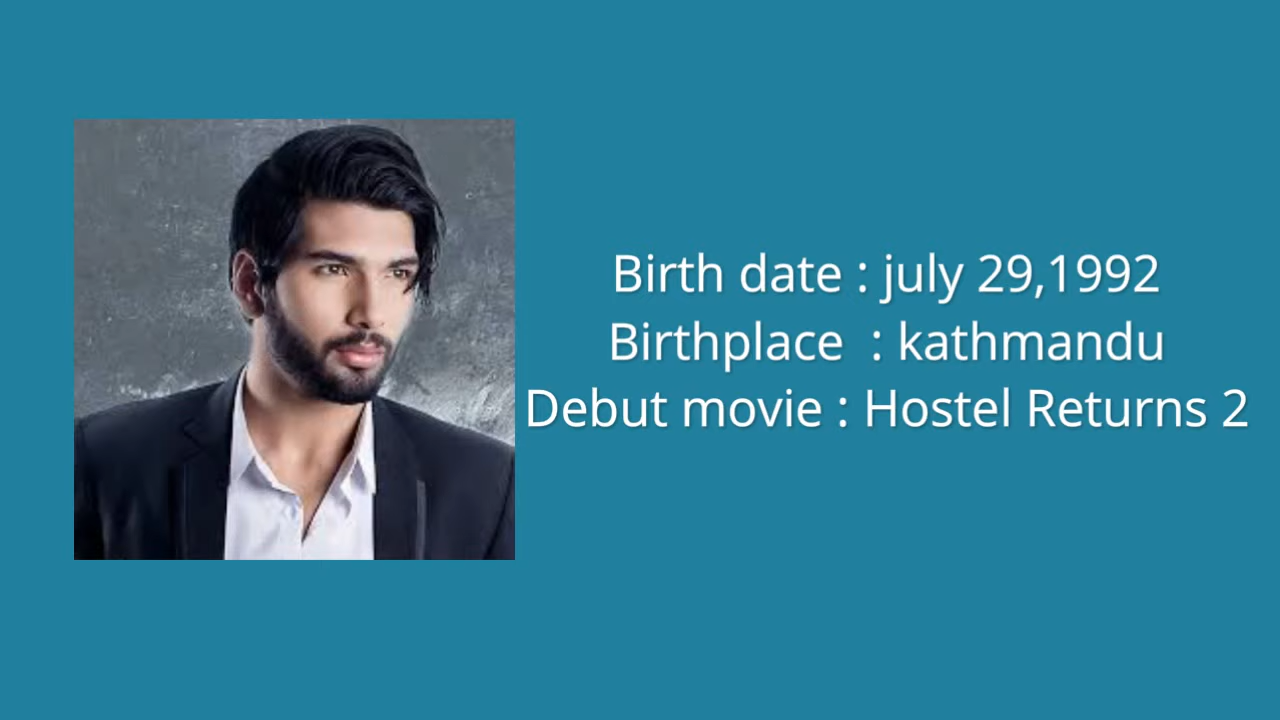 Birth date : july 29,1992
Birthplace  : kathmandu
Debut movie : Hostel Returns 2